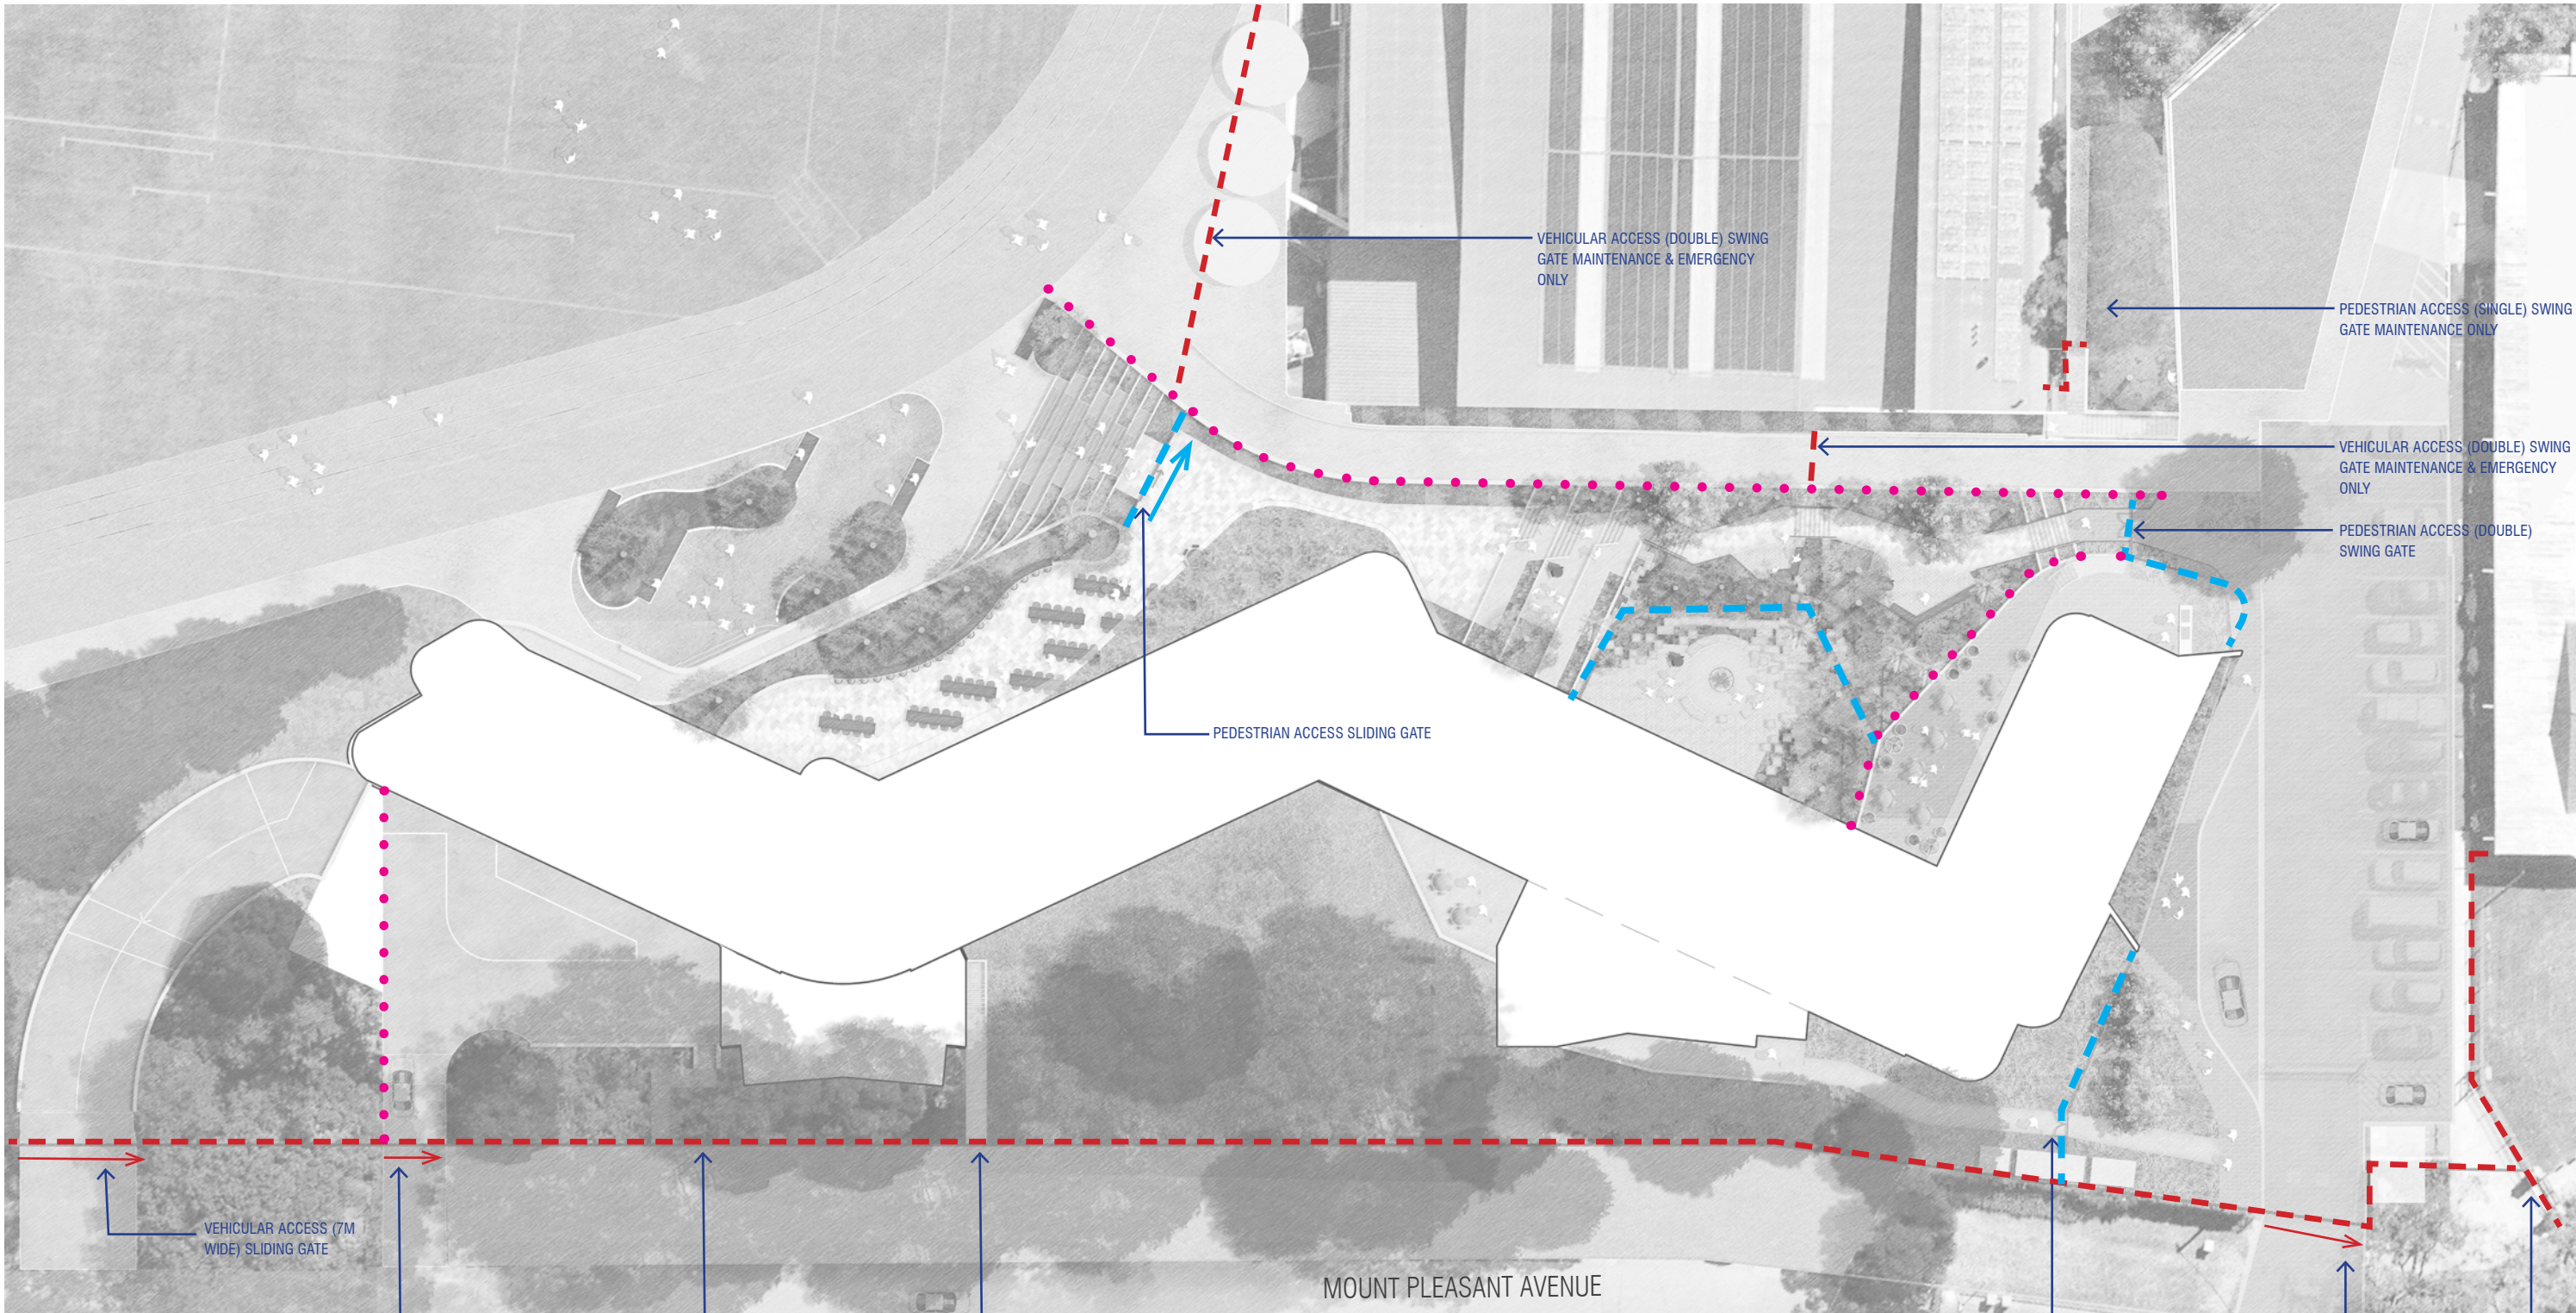 VEHICULAR ACCESS (DOUBLE) SWING
GATE MAINTENANCE & EMERGENCY
ONLY
PEDESTRIAN ACCESS (SINGLE) SWING
GATE MAINTENANCE ONLY
VEHICULAR ACCESS (DOUBLE) SWING
GATE MAINTENANCE & EMERGENCY
ONLY
PEDESTRIAN ACCESS (DOUBLE)
SWING GATE
PEDESTRIAN ACCESS SLIDING GATE
VEHICULAR ACCESS (7M
WIDE) SLIDING GATE
MOUNT PLEASANT AVENUE